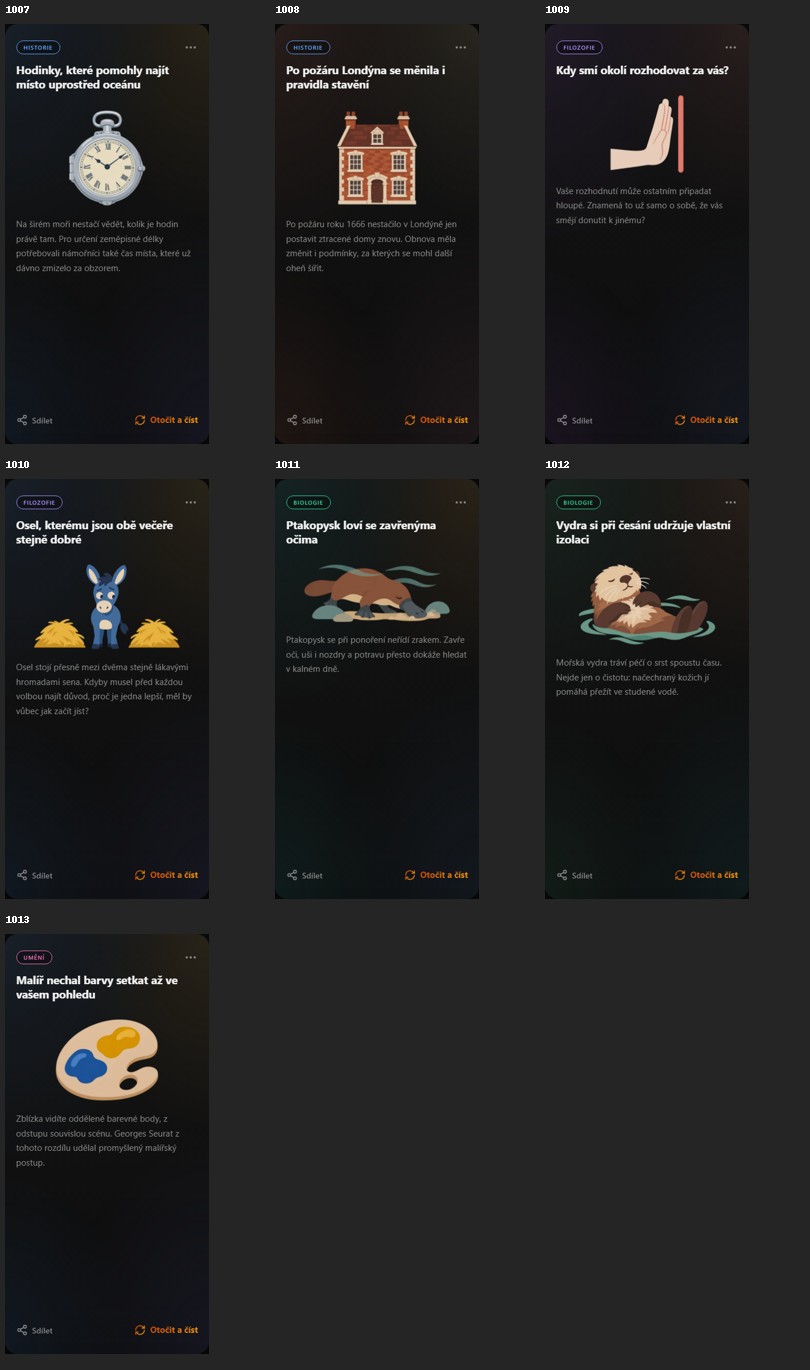 1007
HISTORIE
Hodinky, které pomohly najít
místo uprostřed oceánu
Na širém moři nestačí vědět, kolik je hodin
právě tam. Pro určení zeměpisné délky
potřebovali námořníci také čas místa, které už
dávno zmizelo za obzorem.
Sdílet
Otočit a číst
1008
HISTORIE
Po požáru Londýna se měnila i
pravidla stavění
Po požáru roku 1666 nestačilo v Londýně jen
postavit ztracené domy znovu. Obnova měla
změnit i podmínky, za kterých se mohl další
oheň šířit.
Sdílet
Otočit a číst
1009
FILOZOFIE
Kdy smí okolí rozhodovat za vás?
Vaše rozhodnutí může ostatním připadat
hloupé. Znamená to už samo o sobě, že vás
smějí donutit k jinému?
Sdílet
Otočit a číst
1010
FILOZOFIE
Osel, kterému jsou obě večeře
stejně dobré
Osel stojí přesně mezi dvěma stejně lákavými
hromadami sena. Kdyby musel před každou
volbou najít důvod, proč je jedna lepší, měl by
vůbec jak začít jíst?
Sdílet
Otočit a číst
1011
BIOLOGIE
Ptakopysk loví se zavřenýma
očima
Ptakopysk se při ponoření neřídí zrakem. Zavře
oči, uši i nozdry a potravu přesto dokáže hledat
v kalném dně.
Sdílet
Otočit a číst
1012
BIOLOGIE
Vydra si při česání udržuje vlastní
izolaci
Mořská vydra tráví péčí o srst spoustu času.
Nejde jen o čistotu: načechraný kožich jí
pomáhá přežít ve studené vodě.
Sdílet
Otočit a číst
1013
UMĚNÍ
Malíř nechal barvy setkat až ve
vašem pohledu
Zblízka vidíte oddělené barevné body, z
odstupu souvislou scénu. Georges Seurat z
tohoto rozdílu udělal promyšlený malířský
postup.
Sdílet
Otočit a číst